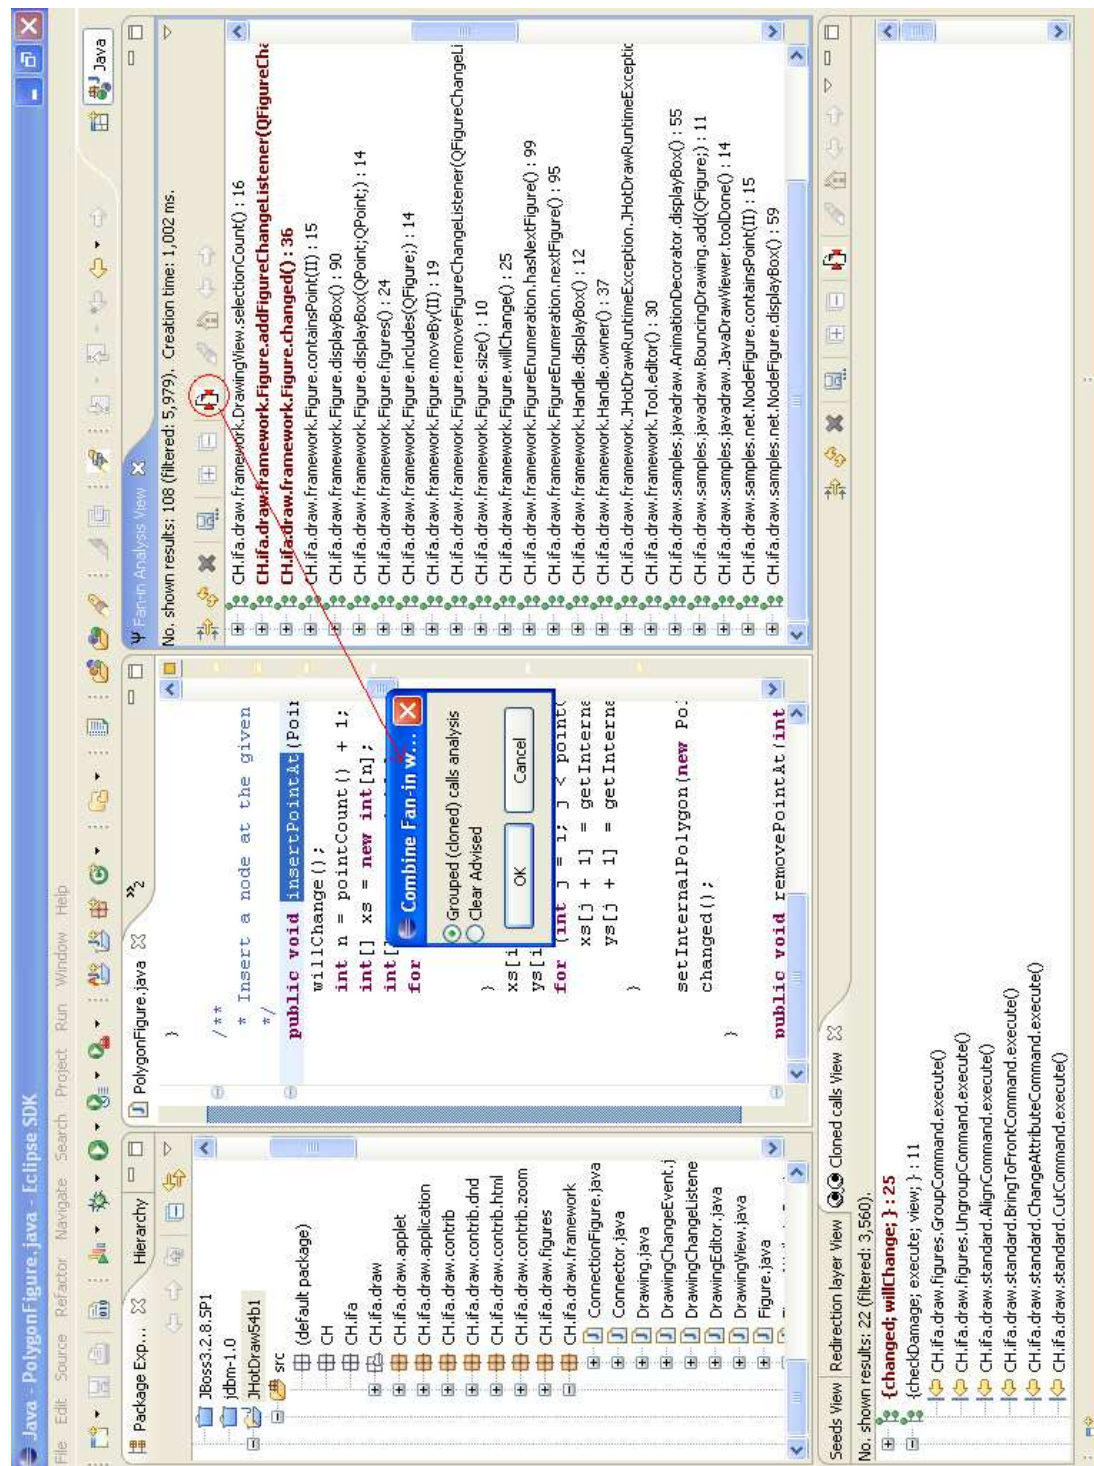 Java - PolygonFigure.java - Eclipse SDK
File Edit Source Refactor Navigate Search Project Run Window Help
Java
Package Exp...
Hierarchy
JBoss3.2.8.SP1
jdbm-1.0
JHotDraw54b1
src
(default package)
CH
CH.ifa
CH.ifa.draw
CH.ifa.draw.applet
CH.ifa.draw.application
CH.ifa.draw.contrib
CH.ifa.draw.contrib.dnd
CH.ifa.draw.contrib.html
CH.ifa.draw.contrib.zoom
CH.ifa.draw.figures
CH.ifa.draw.framework
ConnectionFigure.java
Connector.java
Drawing.java
DrawingChangeEvent.j
DrawingChangeListene
DrawingEditor.java
DrawingView.java
Figure.java
PolygonFigure.java
»2
}
/**
* Insert a node at the given
*/
public void insertPointAt(Poin
willChange();
int n = pointCount() + 1;
int[] xs = new int[n];
int[]
for
}
xs[i
ys[i
for (int j = i; j < point(
xs[j + 1] = getInterna
ys[j + 1] = getInterna
}
setInternalPolygon(new Po
changed();
}
public void removePointAt(int
Combine Fan-in w...
Grouped (cloned) calls analysis
Clear Advised
OK
Cancel
Fan-in Analysis View
No. shown results: 108 (filtered: 5,979). Creation time: 1,002 ms.
CH.ifa.draw.framework.DrawingView.selectionCount() : 16
CH.ifa.draw.framework.Figure.addFigureChangeListener(QFigureCha
CH.ifa.draw.framework.Figure.changed() : 36
CH.ifa.draw.framework.Figure.containsPoint(II) : 15
CH.ifa.draw.framework.Figure.displayBox() : 90
CH.ifa.draw.framework.Figure.displayBox(QPoint;QPoint;) : 14
CH.ifa.draw.framework.Figure.figures() : 24
CH.ifa.draw.framework.Figure.includes(QFigure;) : 14
CH.ifa.draw.framework.Figure.moveBy(II) : 19
CH.ifa.draw.framework.Figure.removeFigureChangeListener(QFigureChangeLi
CH.ifa.draw.framework.Figure.size() : 10
CH.ifa.draw.framework.Figure.willChange() : 25
CH.ifa.draw.framework.FigureEnumeration.hasNextFigure() : 99
CH.ifa.draw.framework.FigureEnumeration.nextFigure() : 95
CH.ifa.draw.framework.Handle.displayBox() : 12
CH.ifa.draw.framework.Handle.owner() : 37
CH.ifa.draw.framework.JHotDrawRuntimeException.JHotDrawRuntimeExceptic
CH.ifa.draw.framework.Tool.editor() : 30
CH.ifa.draw.samples.javadraw.AnimationDecorator.displayBox() : 55
CH.ifa.draw.samples.javadraw.BouncingDrawing.add(QFigure;) : 11
CH.ifa.draw.samples.javadraw.JavaDrawViewer.toolDone() : 14
CH.ifa.draw.samples.net.NodeFigure.containsPoint(II) : 15
CH.ifa.draw.samples.net.NodeFigure.displayBox() : 59
Seeds View
Redirection layer View
Cloned calls View
No. shown results: 22 (filtered: 3,560).
{changed; willChange; } : 25
{checkDamage; execute; view; } : 11
CH.ifa.draw.figures.GroupCommand.execute()
CH.ifa.draw.figures.UngroupCommand.execute()
CH.ifa.draw.standard.AlignCommand.execute()
CH.ifa.draw.standard.BringToFrontCommand.execute()
CH.ifa.draw.standard.ChangeAttributeCommand.execute()
CH.ifa.draw.standard.CutCommand.execute()